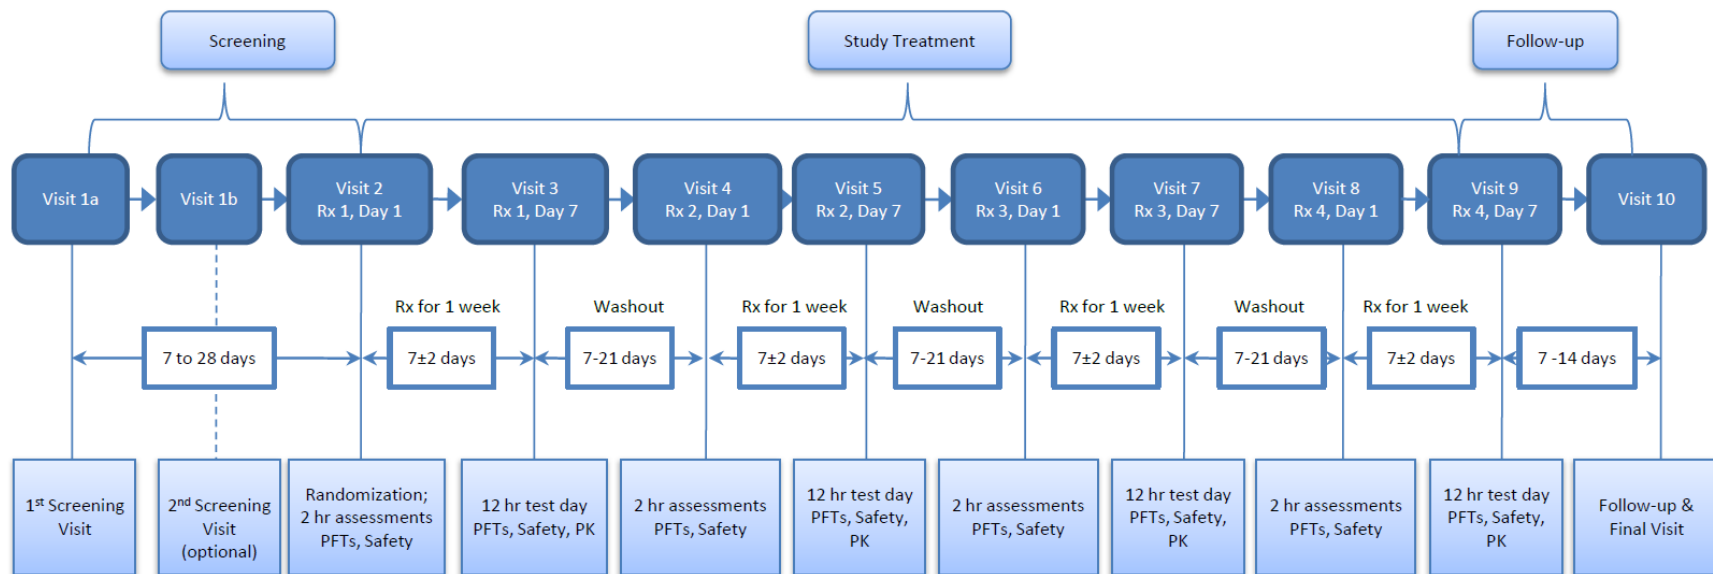 Screening
Study Treatment
Follow-up
Visit 1a
Visit 1b
Visit 2
Rx 1, Day 1
Visit 3
Rx 1, Day 7
Visit 4
Rx 2, Day 1
Visit 5
Rx 2, Day 7
Visit 6
Rx 3, Day 1
Visit 7
Rx 3, Day 7
Visit 8
Rx 4, Day 1
Visit 9
Rx 4, Day 7
Visit 10
Rx for 1 week
Washout
Rx for 1 week
Washout
Rx for 1 week
Washout
Rx for 1 week
7 to 28 days
7±2 days
7-21 days
7±2 days
7-21 days
7±2 days
7-21 days
7±2 days
7 -14 days
1st Screening
Visit
2nd Screening
Visit
(optional)
Randomization;
2 hr assessments
PFTs, Safety
12 hr test day
PFTs, Safety, PK
2 hr assessments
PFTs, Safety
12 hr test day
PFTs, Safety,
PK
2 hr assessments
PFTs, Safety
12 hr test day
PFTs, Safety,
PK
2 hr assessments
PFTs, Safety
12 hr test day
PFTs, Safety,
PK
Follow-up &
Final Visit